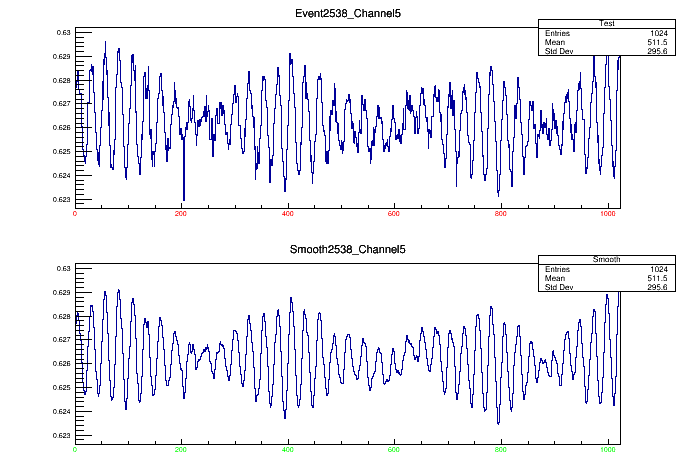 Event2538_Channel5
Test
Entries 1024
Mean 511.5
Std Dev 295.6
0.63
0.629
0.628
0.627
0.626
0.625
0.624
0.623
0 200 400 600 800 1000
Smooth2538_Channel5
Smooth
Entries 1024
Mean 511.5
Std Dev 295.6
0.63
0.629
0.628
0.627
0.626
0.625
0.624
0.623
0 200 400 600 800 1000